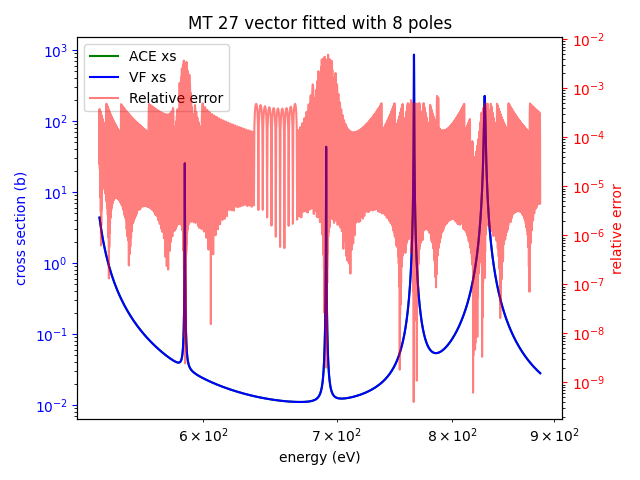 MT 27 vector fitted with 8 poles
ACE xs
VF xs
Relative error
cross section (b)
10³
10²
10¹
10⁰
10⁻¹
10⁻²
10⁻²
10⁻³
10⁻⁴
10⁻⁵
10⁻⁶
10⁻⁷
10⁻⁸
10⁻⁹
relative error
6 × 10² 7 × 10² 8 × 10² 9 × 10²
energy (eV)